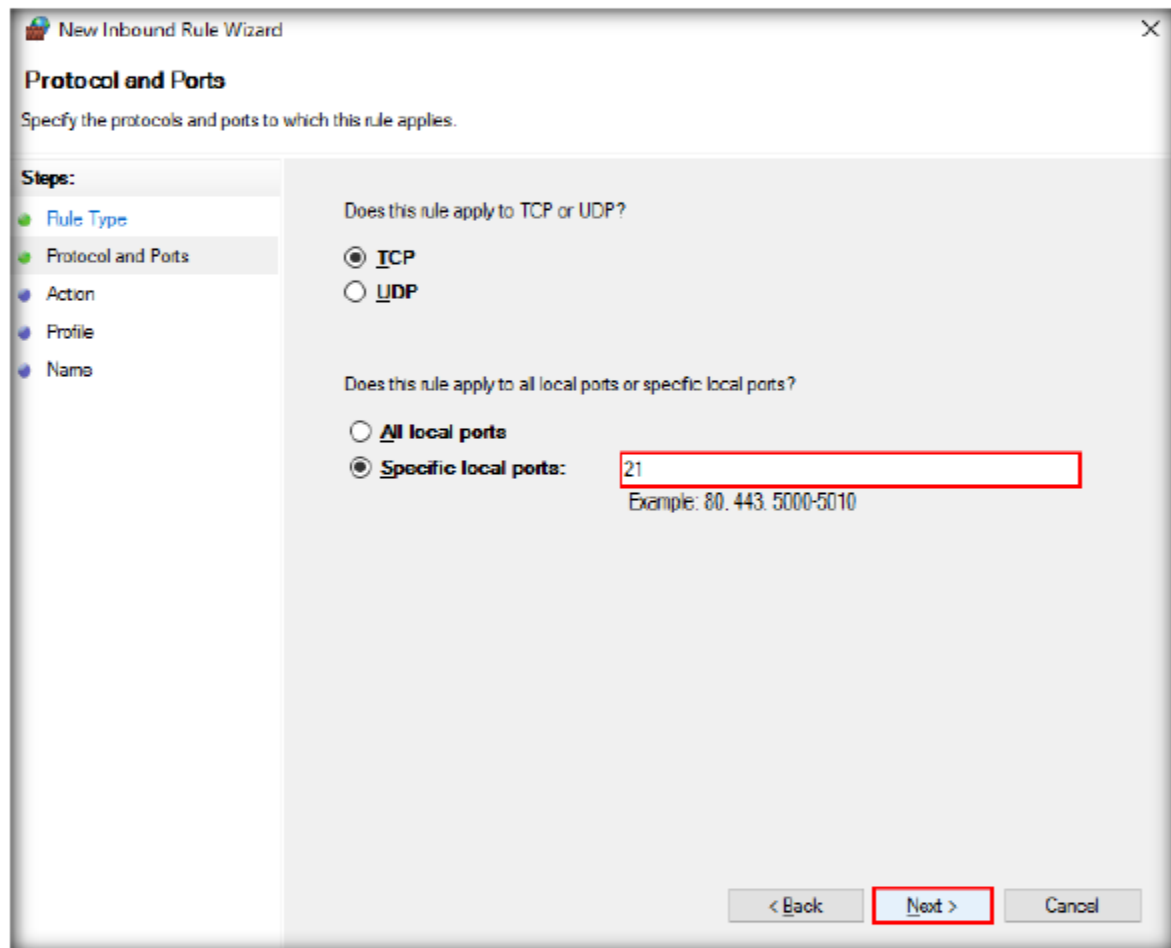 New Inbound Rule Wizard
Protocol and Ports
Specify the protocols and ports to which this rule applies.
Steps:
Rule Type
Protocol and Ports
Action
Profile
Name
Does this rule apply to TCP or UDP?
TCP
UDP
Does this rule apply to all local ports or specific local ports?
All local ports
Specific local ports: 21
Example: 80, 443, 5000-5010
< Back Next > Cancel